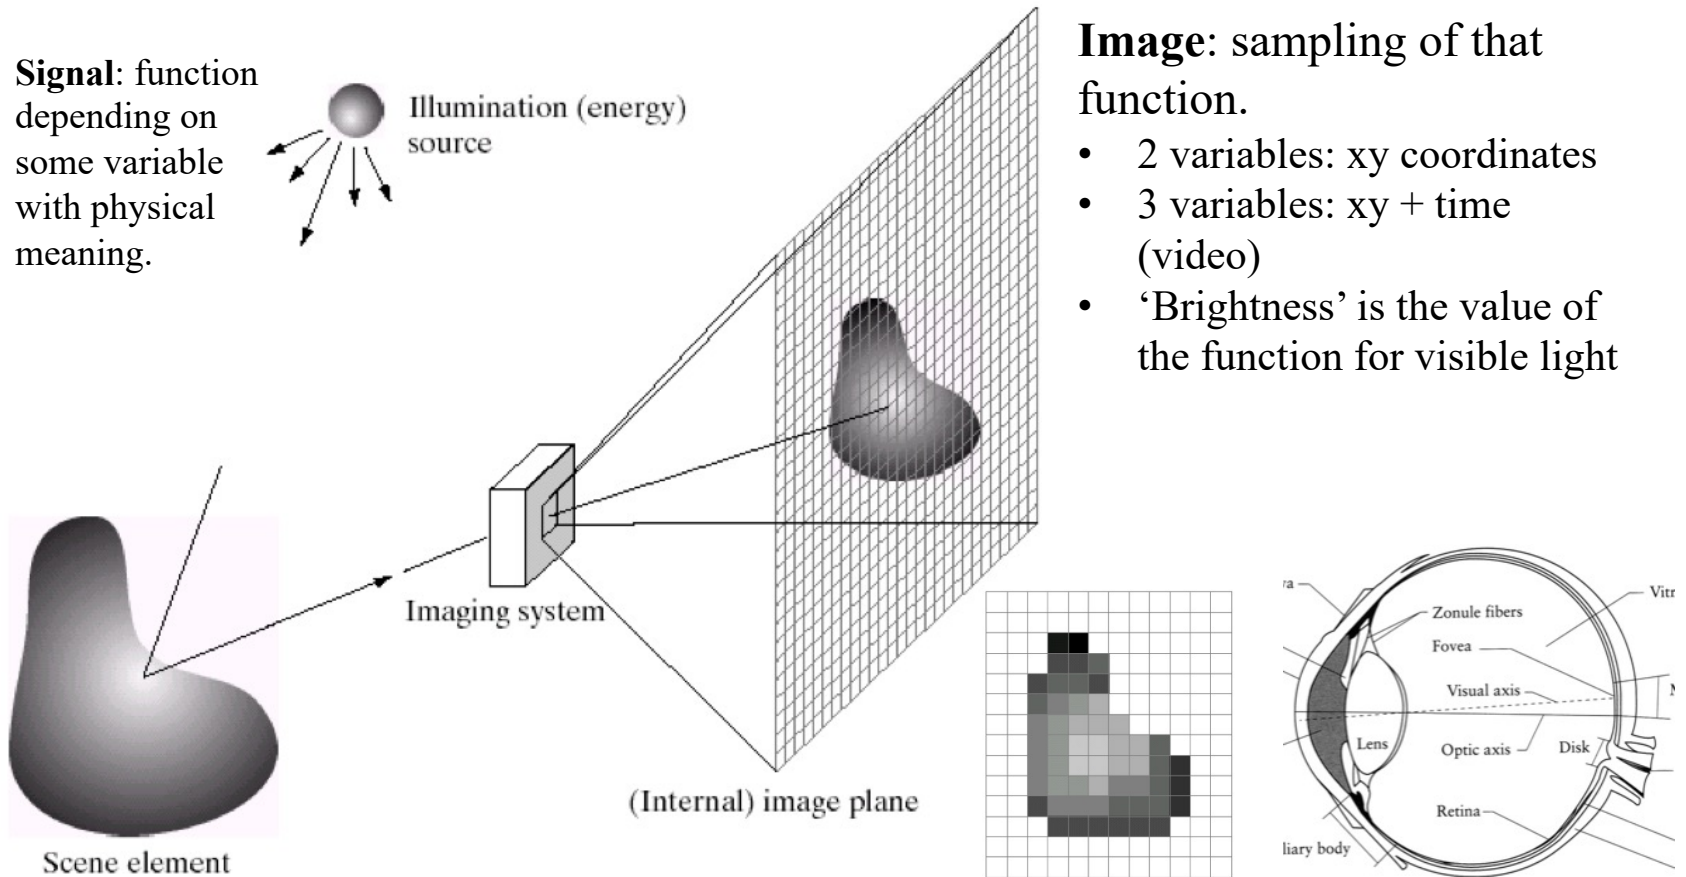 Signal: function
depending on
some variable
with physical
meaning.
Illumination (energy)
source
Image: sampling of that
function.
• 2 variables: xy coordinates
• 3 variables: xy + time
(video)
• ‘Brightness’ is the value of
the function for visible light
Imaging system
(Internal) image plane
Scene element
ra
Zonule fibers
Vitr
Fovea
Visual axis
Lens
Optic axis
Disk
Retina
liary body